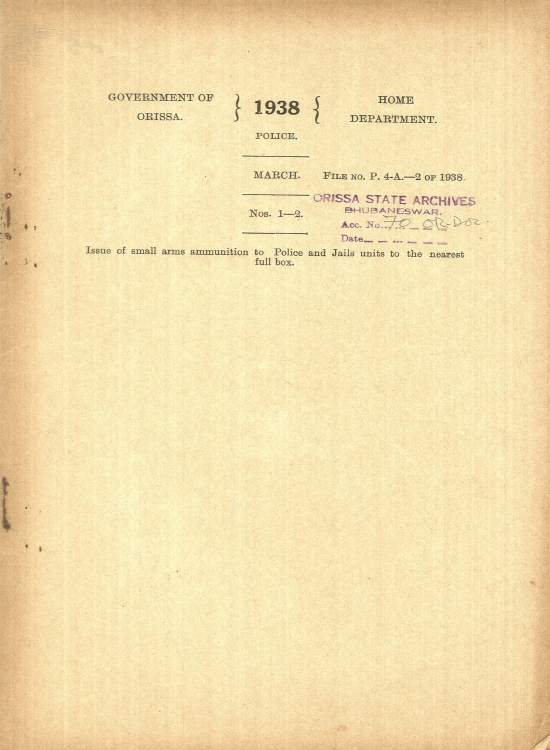 GOVERNMENT OF ORISSA.
1938
HOME DEPARTMENT.
POLICE.
MARCH.
FILE NO. P. 4-A.—2 OF 1938.
Nos. 1—2.
ORISSA STATE ARCHIVES
BHUBANESWAR.
Acc. No. 70
Date
Issue of small arms ammunition to Police and Jails units to the nearest
full box.